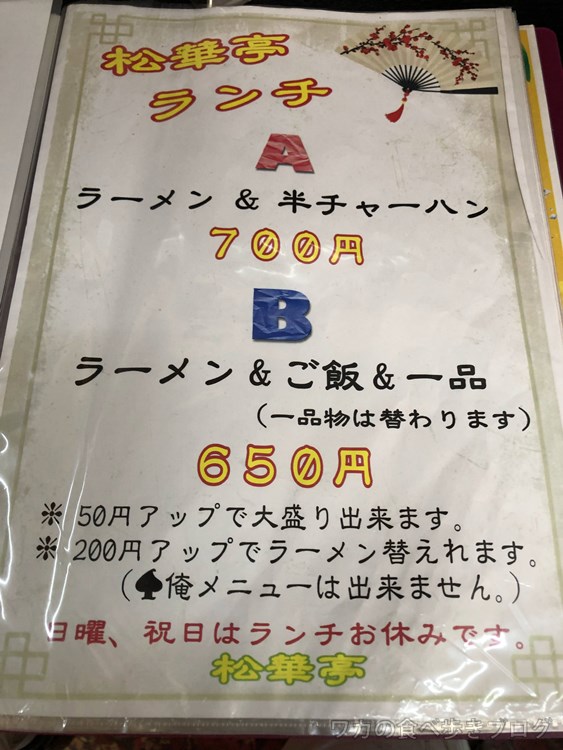 松華亭
ランチ
A
ラーメン & 半チャーハン
700円
B
ラーメン&ご飯&一品
(一品物は替わります)
650円
※ 50円アップで大盛り出来ます。
※ 200円アップでラーメン替えれます。
(♠俺メニューは出来ません。)
日曜、祝日はランチお休みです。
松華亭
ワカの食べ歩きブログ